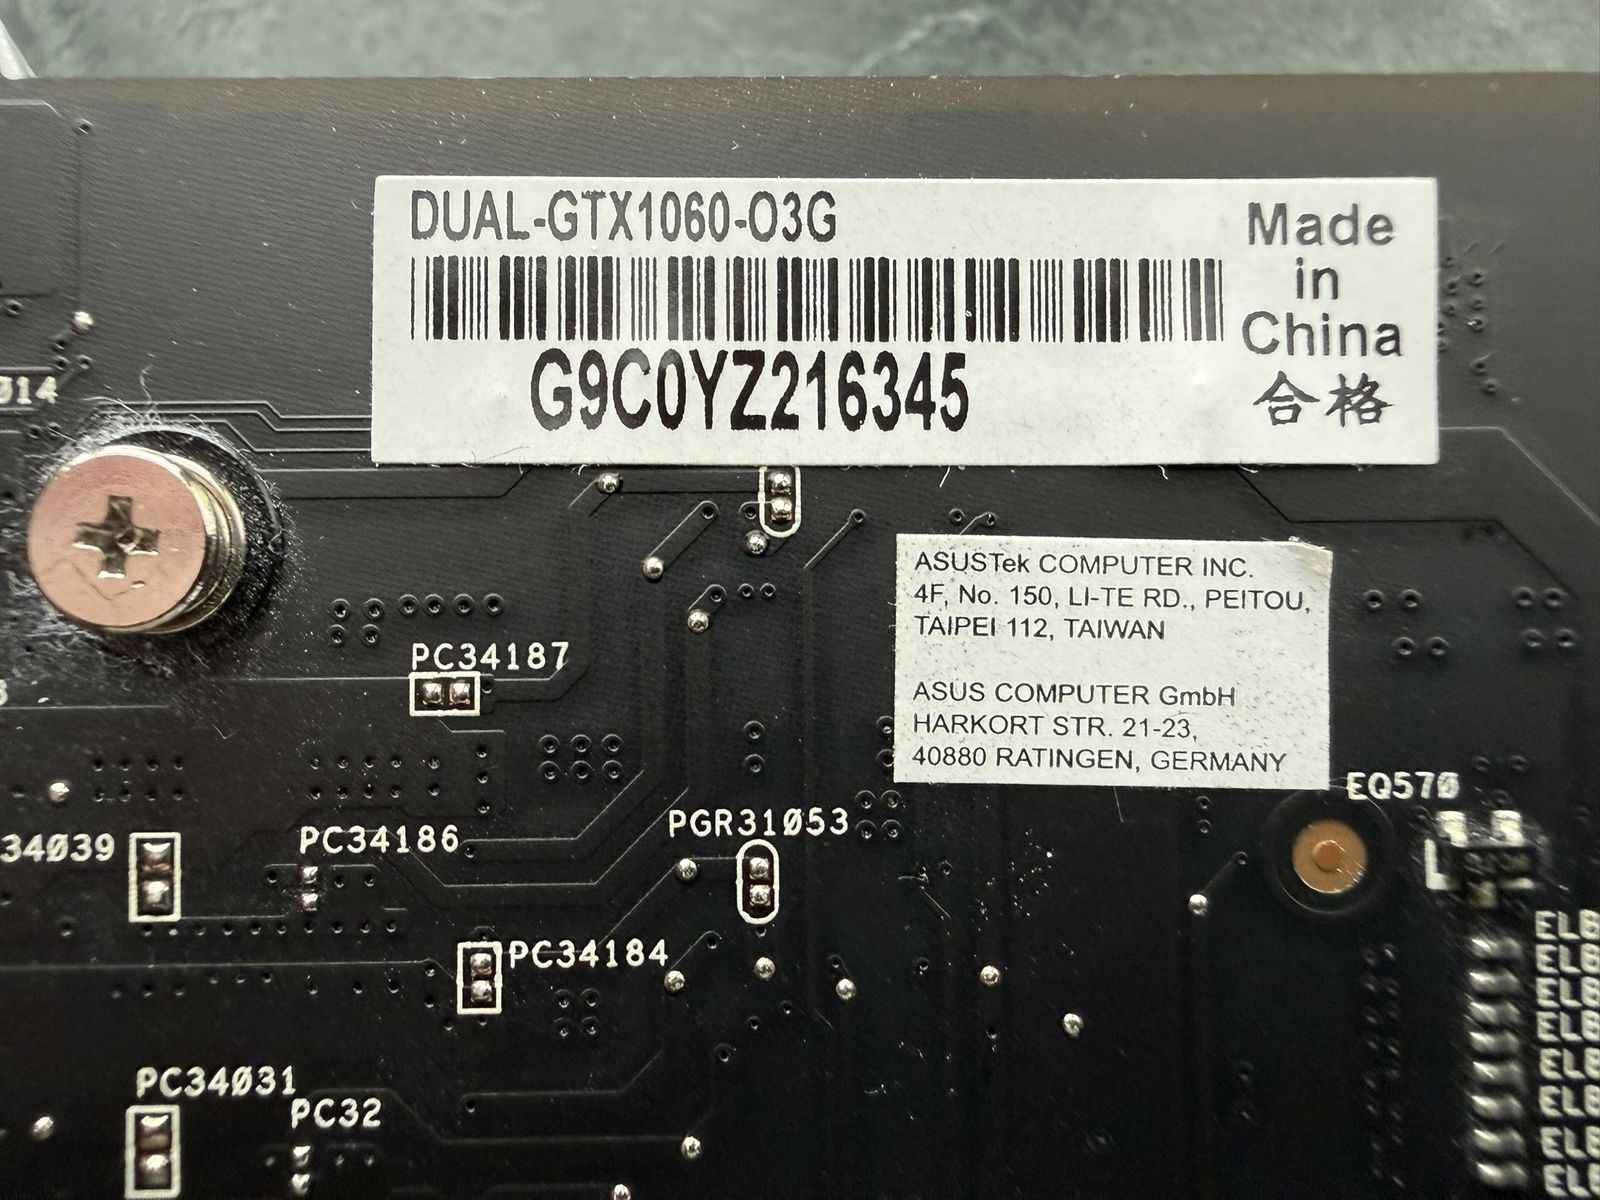 DUAL-GTX1060-O3G
G9C0YZ216345
Made
in
China
合格
014
ASUSTek COMPUTER INC.
4F, No. 150, LI-TE RD., PEITOU,
TAIPEI 112, TAIWAN
ASUS COMPUTER GmbH
HARKORT STR. 21-23,
40880 RATINGEN, GERMANY
PC34187
EQ570
PGR31053
34039
PC34186
PC34184
PC34031
PC32